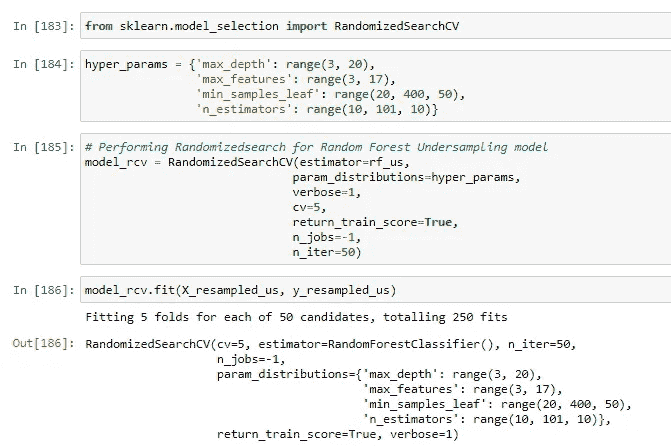 In [183]: from sklearn.model_selection import RandomizedSearchCV
In [184]: hyper_params = {'max_depth': range(3, 20),
'max_features': range(3, 17),
'min_samples_leaf': range(20, 400, 50),
'n_estimators': range(10, 101, 10)}
In [185]: # Performing Randomizedsearch for Random Forest Undersampling model
model_rcv = RandomizedSearchCV(estimator=rf_us,
param_distributions=hyper_params,
verbose=1,
cv=5,
return_train_score=True,
n_jobs=-1,
n_iter=50)
In [186]: model_rcv.fit(X_resampled_us, y_resampled_us)
Fitting 5 folds for each of 50 candidates, totalling 250 fits
Out[186]: RandomizedSearchCV(cv=5, estimator=RandomForestClassifier(), n_iter=50,
n_jobs=-1,
param_distributions={'max_depth': range(3, 20),
'max_features': range(3, 17),
'min_samples_leaf': range(20, 400, 50),
'n_estimators': range(10, 101, 10)},
return_train_score=True, verbose=1)